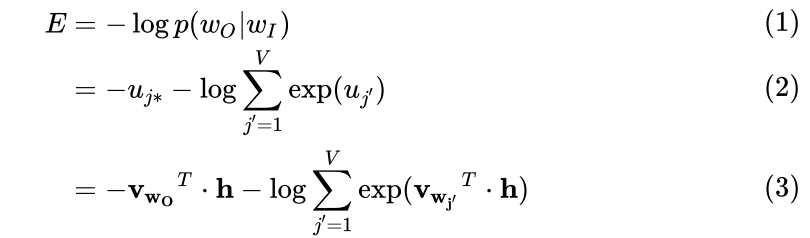 E = − log p(w_O|w_I) (1)
= −u_{j*} − log ∑_{j′=1}^{V} exp(u_{j′}) (2)
= −𝐯_{𝐰_𝐎}^T · 𝐡 − log ∑_{j′=1}^{V} exp(𝐯_{𝐰_{𝐣′}}^T · 𝐡) (3)